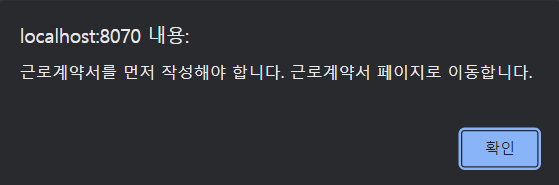 localhost:8070 내용:
근로계약서를 먼저 작성해야 합니다. 근로계약서 페이지로 이동합니다.
확인